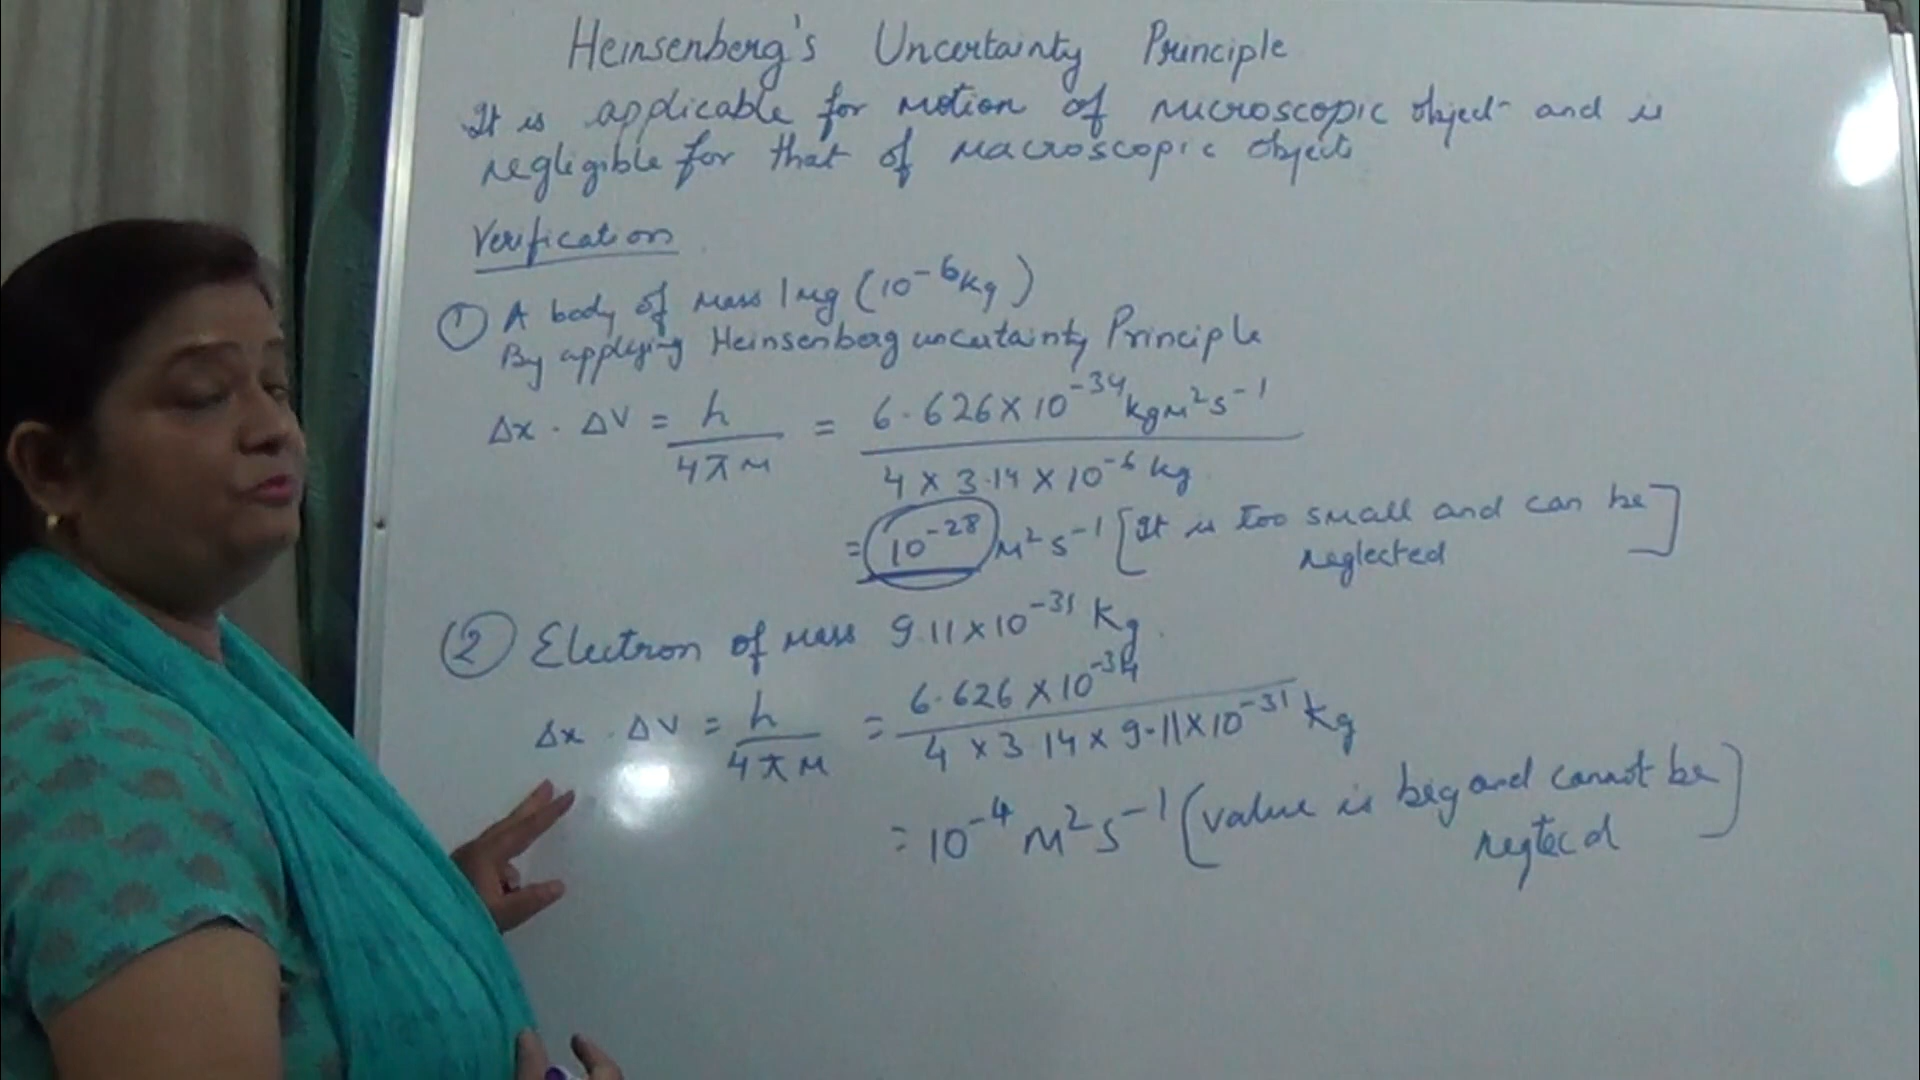 Heinsenberg's Uncertainty Principle
It is applicable for motion of microscopic object and is
negligible for that of macroscopic object
Verification
① A body of mass 1mg (10⁻⁶kg)
By applying Heinsenberg uncertainty Principle
Δx . ΔV = h / 4πm = 6.626 × 10⁻³⁴ kgm²s⁻¹ / 4 × 3.14 × 10⁻⁶ kg
= 10⁻²⁸ m²s⁻¹ [It is too small and can be
neglected]
② Electron of mass 9.11×10⁻³¹ Kg.
Δx . ΔV = h / 4πm = 6.626 × 10⁻³⁴ / 4 × 3.14 × 9.11×10⁻³¹ kg
= 10⁻⁴ m²s⁻¹ (value is big and cannot be
negtecd]